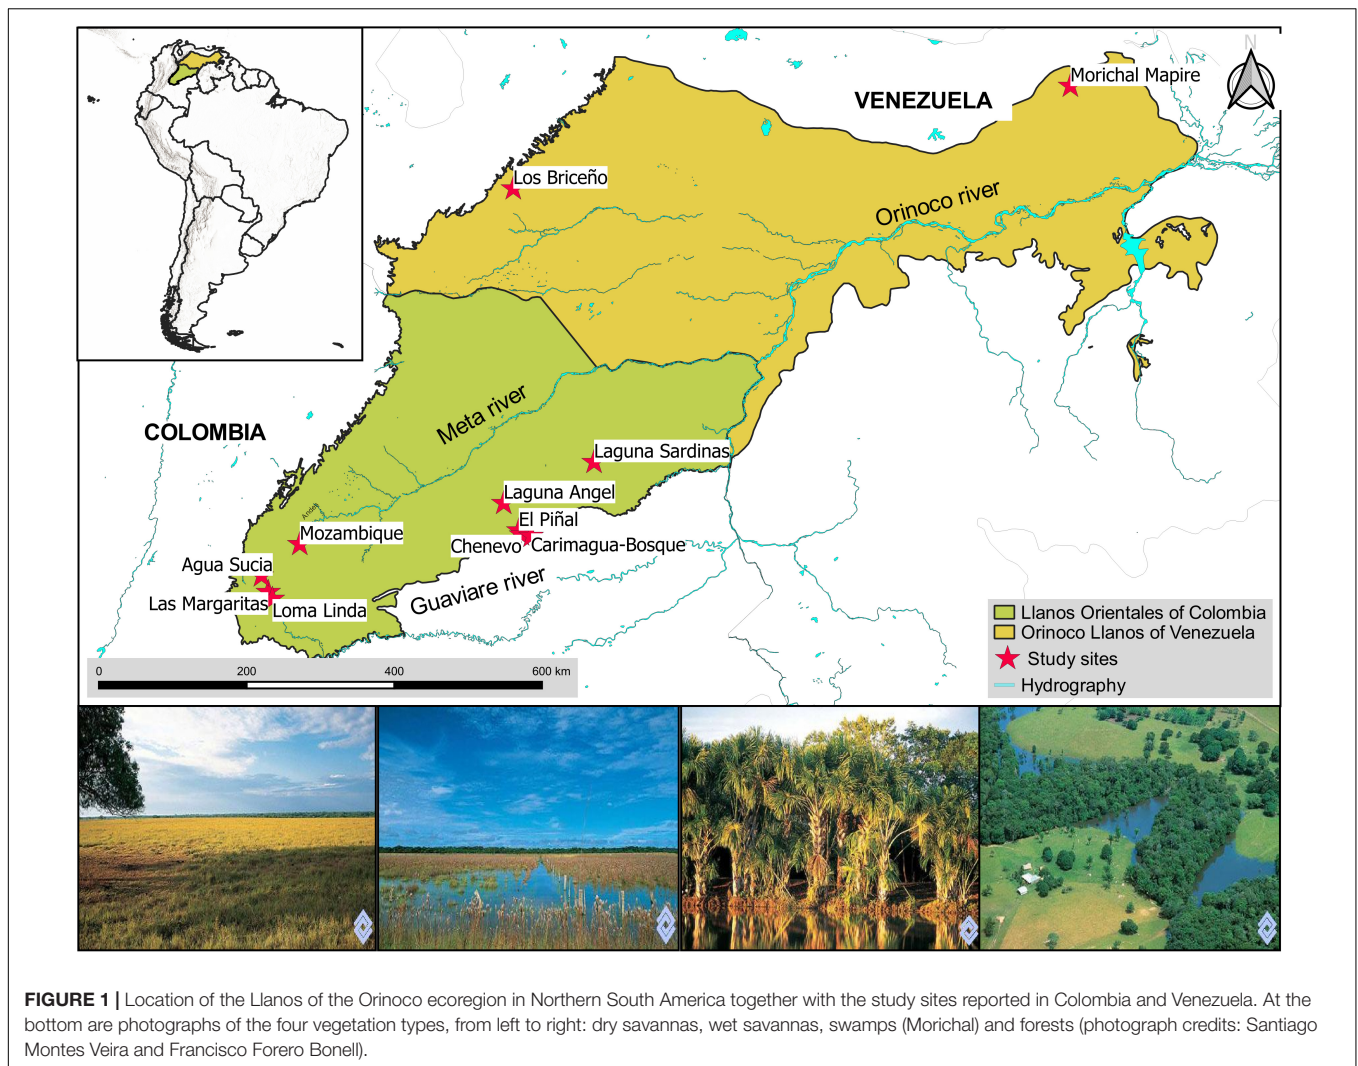 N
Morichal Mapire
VENEZUELA
Los Briceño
Orinoco river
Meta river
COLOMBIA
Laguna Sardinas
Laguna Angel
Andes
El Piñal
Mozambique
Chenevo
Carimagua-Bosque
Agua Sucia
Guaviare river
Las Margaritas
Loma Linda
Llanos Orientales of Colombia
Orinoco Llanos of Venezuela
Study sites
Hydrography
0 200 400 600 km
FIGURE 1 | Location of the Llanos of the Orinoco ecoregion in Northern South America together with the study sites reported in Colombia and Venezuela. At the
bottom are photographs of the four vegetation types, from left to right: dry savannas, wet savannas, swamps (Morichal) and forests (photograph credits: Santiago
Montes Veira and Francisco Forero Bonell).